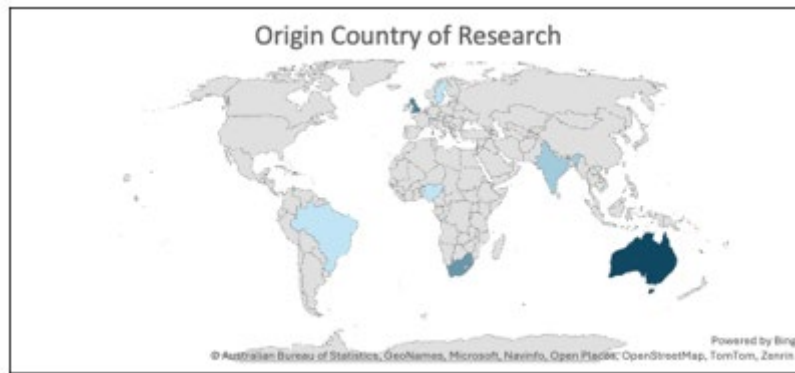 Origin Country of Research
Powered by Bing
© Australian Bureau of Statistics, GeoNames, Microsoft, Navinfo, Open Places, OpenStreetMap, TomTom, Zenrin